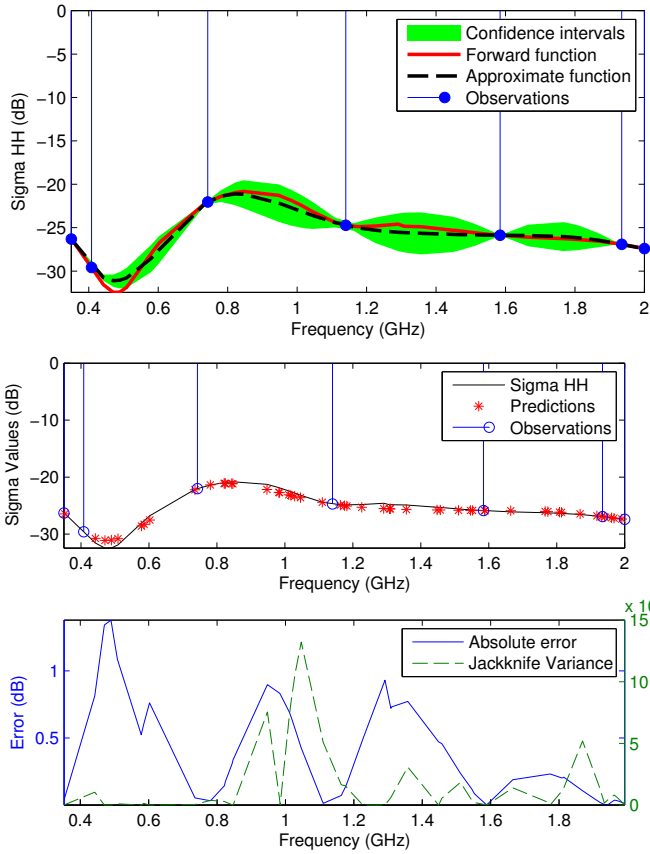 0
−5
−10
−15
−20
−25
−30
Sigma HH (dB)
Confidence intervals
Forward function
Approximate function
Observations
0.4 0.6 0.8 1 1.2 1.4 1.6 1.8 2
Frequency (GHz)
0
−10
−20
−30
Sigma Values (dB)
Sigma HH
Predictions
Observations
0.4 0.6 0.8 1 1.2 1.4 1.6 1.8 2
Frequency (GHz)
x 10
1
0.5
Error (dB)
Absolute error
Jackknife Variance
15
10
5
0
0.4 0.6 0.8 1 1.2 1.4 1.6 1.8
Frequency (GHz)